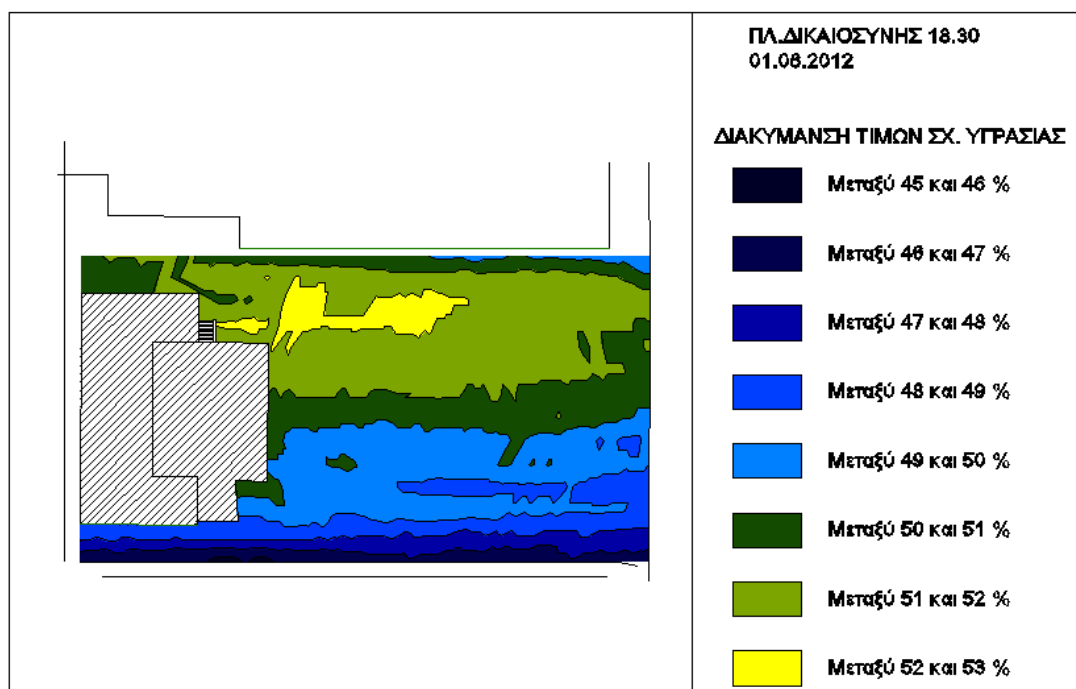 ΠΛ.ΔΙΚΑΙΟΣΥΝΗΣ 18.30
01.06.2012
ΔΙΑΚΥΜΑΝΣΗ ΤΙΜΩΝ ΣΧ. ΥΓΡΑΣΙΑΣ
Μεταξύ 45 και 46 %
Μεταξύ 46 και 47 %
Μεταξύ 47 και 48 %
Μεταξύ 48 και 49 %
Μεταξύ 49 και 50 %
Μεταξύ 50 και 51 %
Μεταξύ 51 και 52 %
Μεταξύ 52 και 53 %